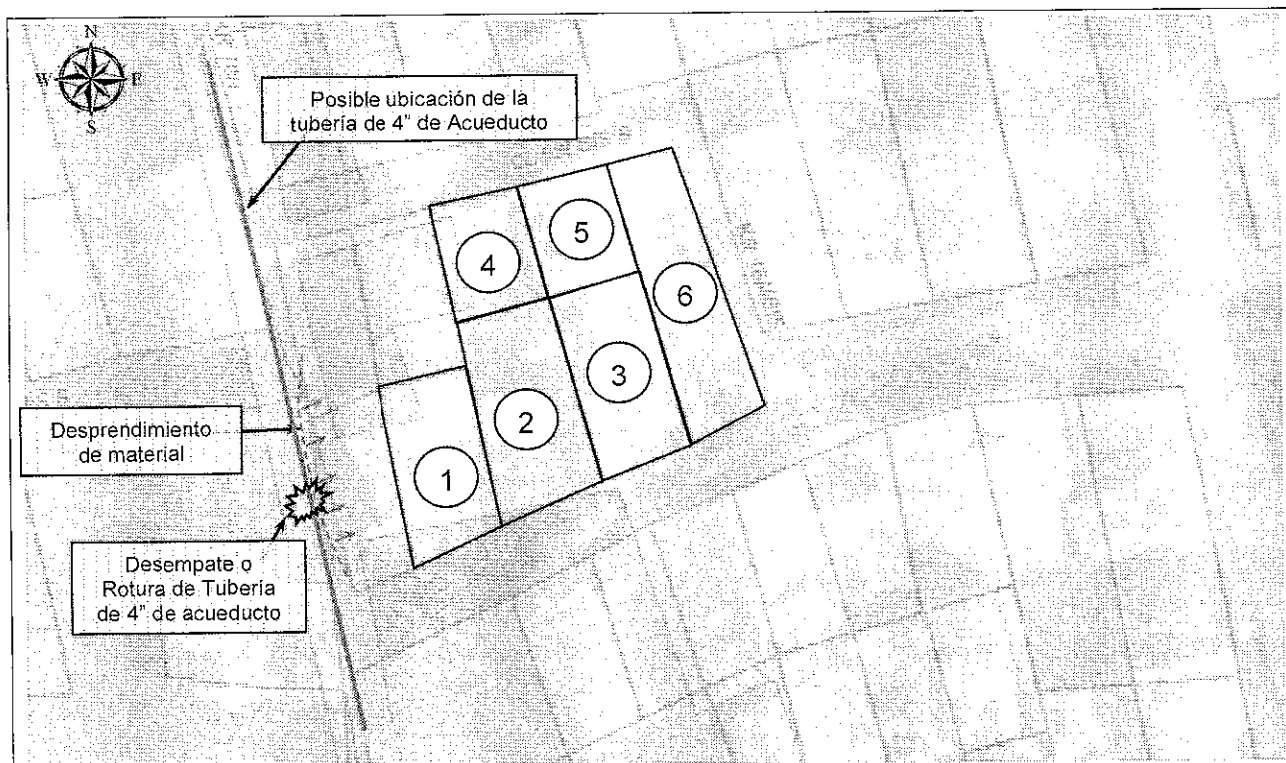 N
W E
S
Posible ubicación de la
tubería de 4" de Acueducto
5
4
6
3
2
1
Desprendimiento
de material
Desempate o
Rotura de Tubería
de 4" de acueducto